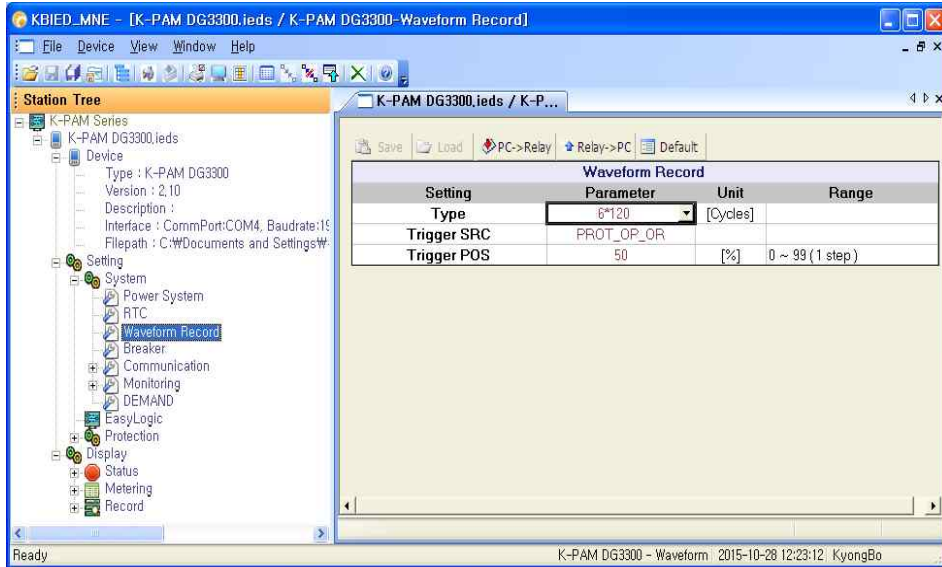 KBIED_MNE - [K-PAM DG3300.ieds / K-PAM DG3300-Waveform Record]
File Device View Window Help
Station Tree
K-PAM DG3300,ieds / K-P...
K-PAM Series
K-PAM DG3300,ieds
Device
Type : K-PAM DG3300
Version : 2,10
Description :
Interface : CommPort:COM4, Baudrate:19
Filepath : C:₩Documents and Settings₩
Setting
System
Power System
RTC
Waveform Record
Breaker
Communication
Monitoring
DEMAND
EasyLogic
Protection
Display
Status
Metering
Record
Save Load PC->Relay Relay->PC Default
Waveform Record
Setting Parameter Unit Range
Type 6*120 [Cycles]
Trigger SRC PROT_OP_OR
Trigger POS 50 [%] 0 ~ 99 ( 1 step )
Ready K-PAM DG3300 - Waveform 2015-10-28 12:23:12 KyongBo